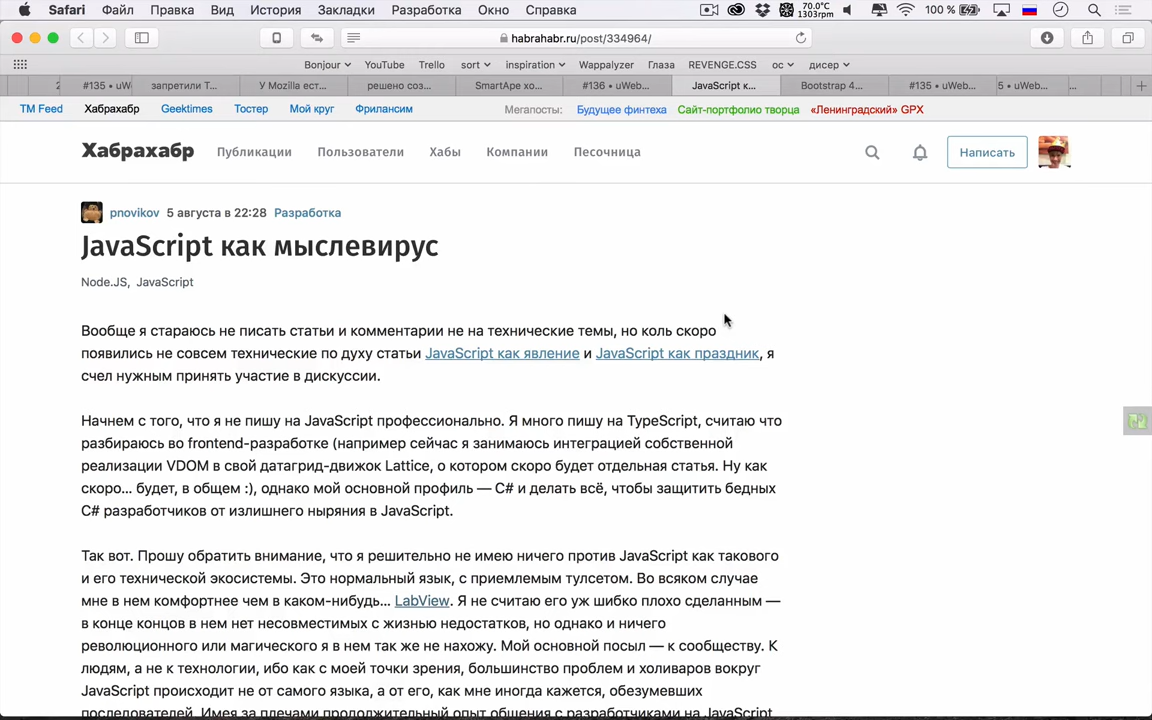 Safari Файл Правка Вид История Закладки Разработка Окно Справка 70.0°C 1303rpm 100 %
habrahabr.ru/post/334964/
Bonjour YouTube Trello sort inspiration Wappalyzer Глаза REVENGE.CSS ос дисер
2 #135 • uW... запретили Т... У Mozilla ест... решено соз... SmartApe хо... #136 • uWeb... JavaScript к... Bootstrap 4... #135 • uWeb... 5 • uWeb... ...
TM Feed Хабрахабр Geektimes Тостер Мой круг Фрилансим Мегапосты: Будущее финтеха Сайт-портфолио творца «Ленинградский» GPX
Хабрахабр Публикации Пользователи Хабы Компании Песочница Написать
pnovikov 5 августа в 22:28 Разработка
JavaScript как мыслевирус
Node.JS, JavaScript
Вообще я стараюсь не писать статьи и комментарии не на технические темы, но коль скоро
появились не совсем технические по духу статьи JavaScript как явление и JavaScript как праздник, я
счел нужным принять участие в дискуссии.
Начнем с того, что я не пишу на JavaScript профессионально. Я много пишу на TypeScript, считаю что
разбираюсь во frontend-разработке (например сейчас я занимаюсь интеграцией собственной
реализации VDOM в свой датагрид-движок Lattice, о котором скоро будет отдельная статья. Ну как
скоро... будет, в общем :), однако мой основной профиль — C# и делать всё, чтобы защитить бедных
C# разработчиков от излишнего ныряния в JavaScript.
Так вот. Прошу обратить внимание, что я решительно не имею ничего против JavaScript как такового
и его технической экосистемы. Это нормальный язык, с приемлемым тулсетом. Во всяком случае
мне в нем комфортнее чем в каком-нибудь... LabView. Я не считаю его уж шибко плохо сделанным —
в конце концов в нем нет несовместимых с жизнью недостатков, но однако и ничего
революционного или магического я в нем так же не нахожу. Мой основной посыл — к сообществу. К
людям, а не к технологии, ибо как с моей точки зрения, большинство проблем и холиваров вокруг
JavaScript происходит не от самого языка, а от его, как мне иногда кажется, обезумевших
последователей. Имея за плечами продолжительный опыт общения с разработчиками на JavaScript